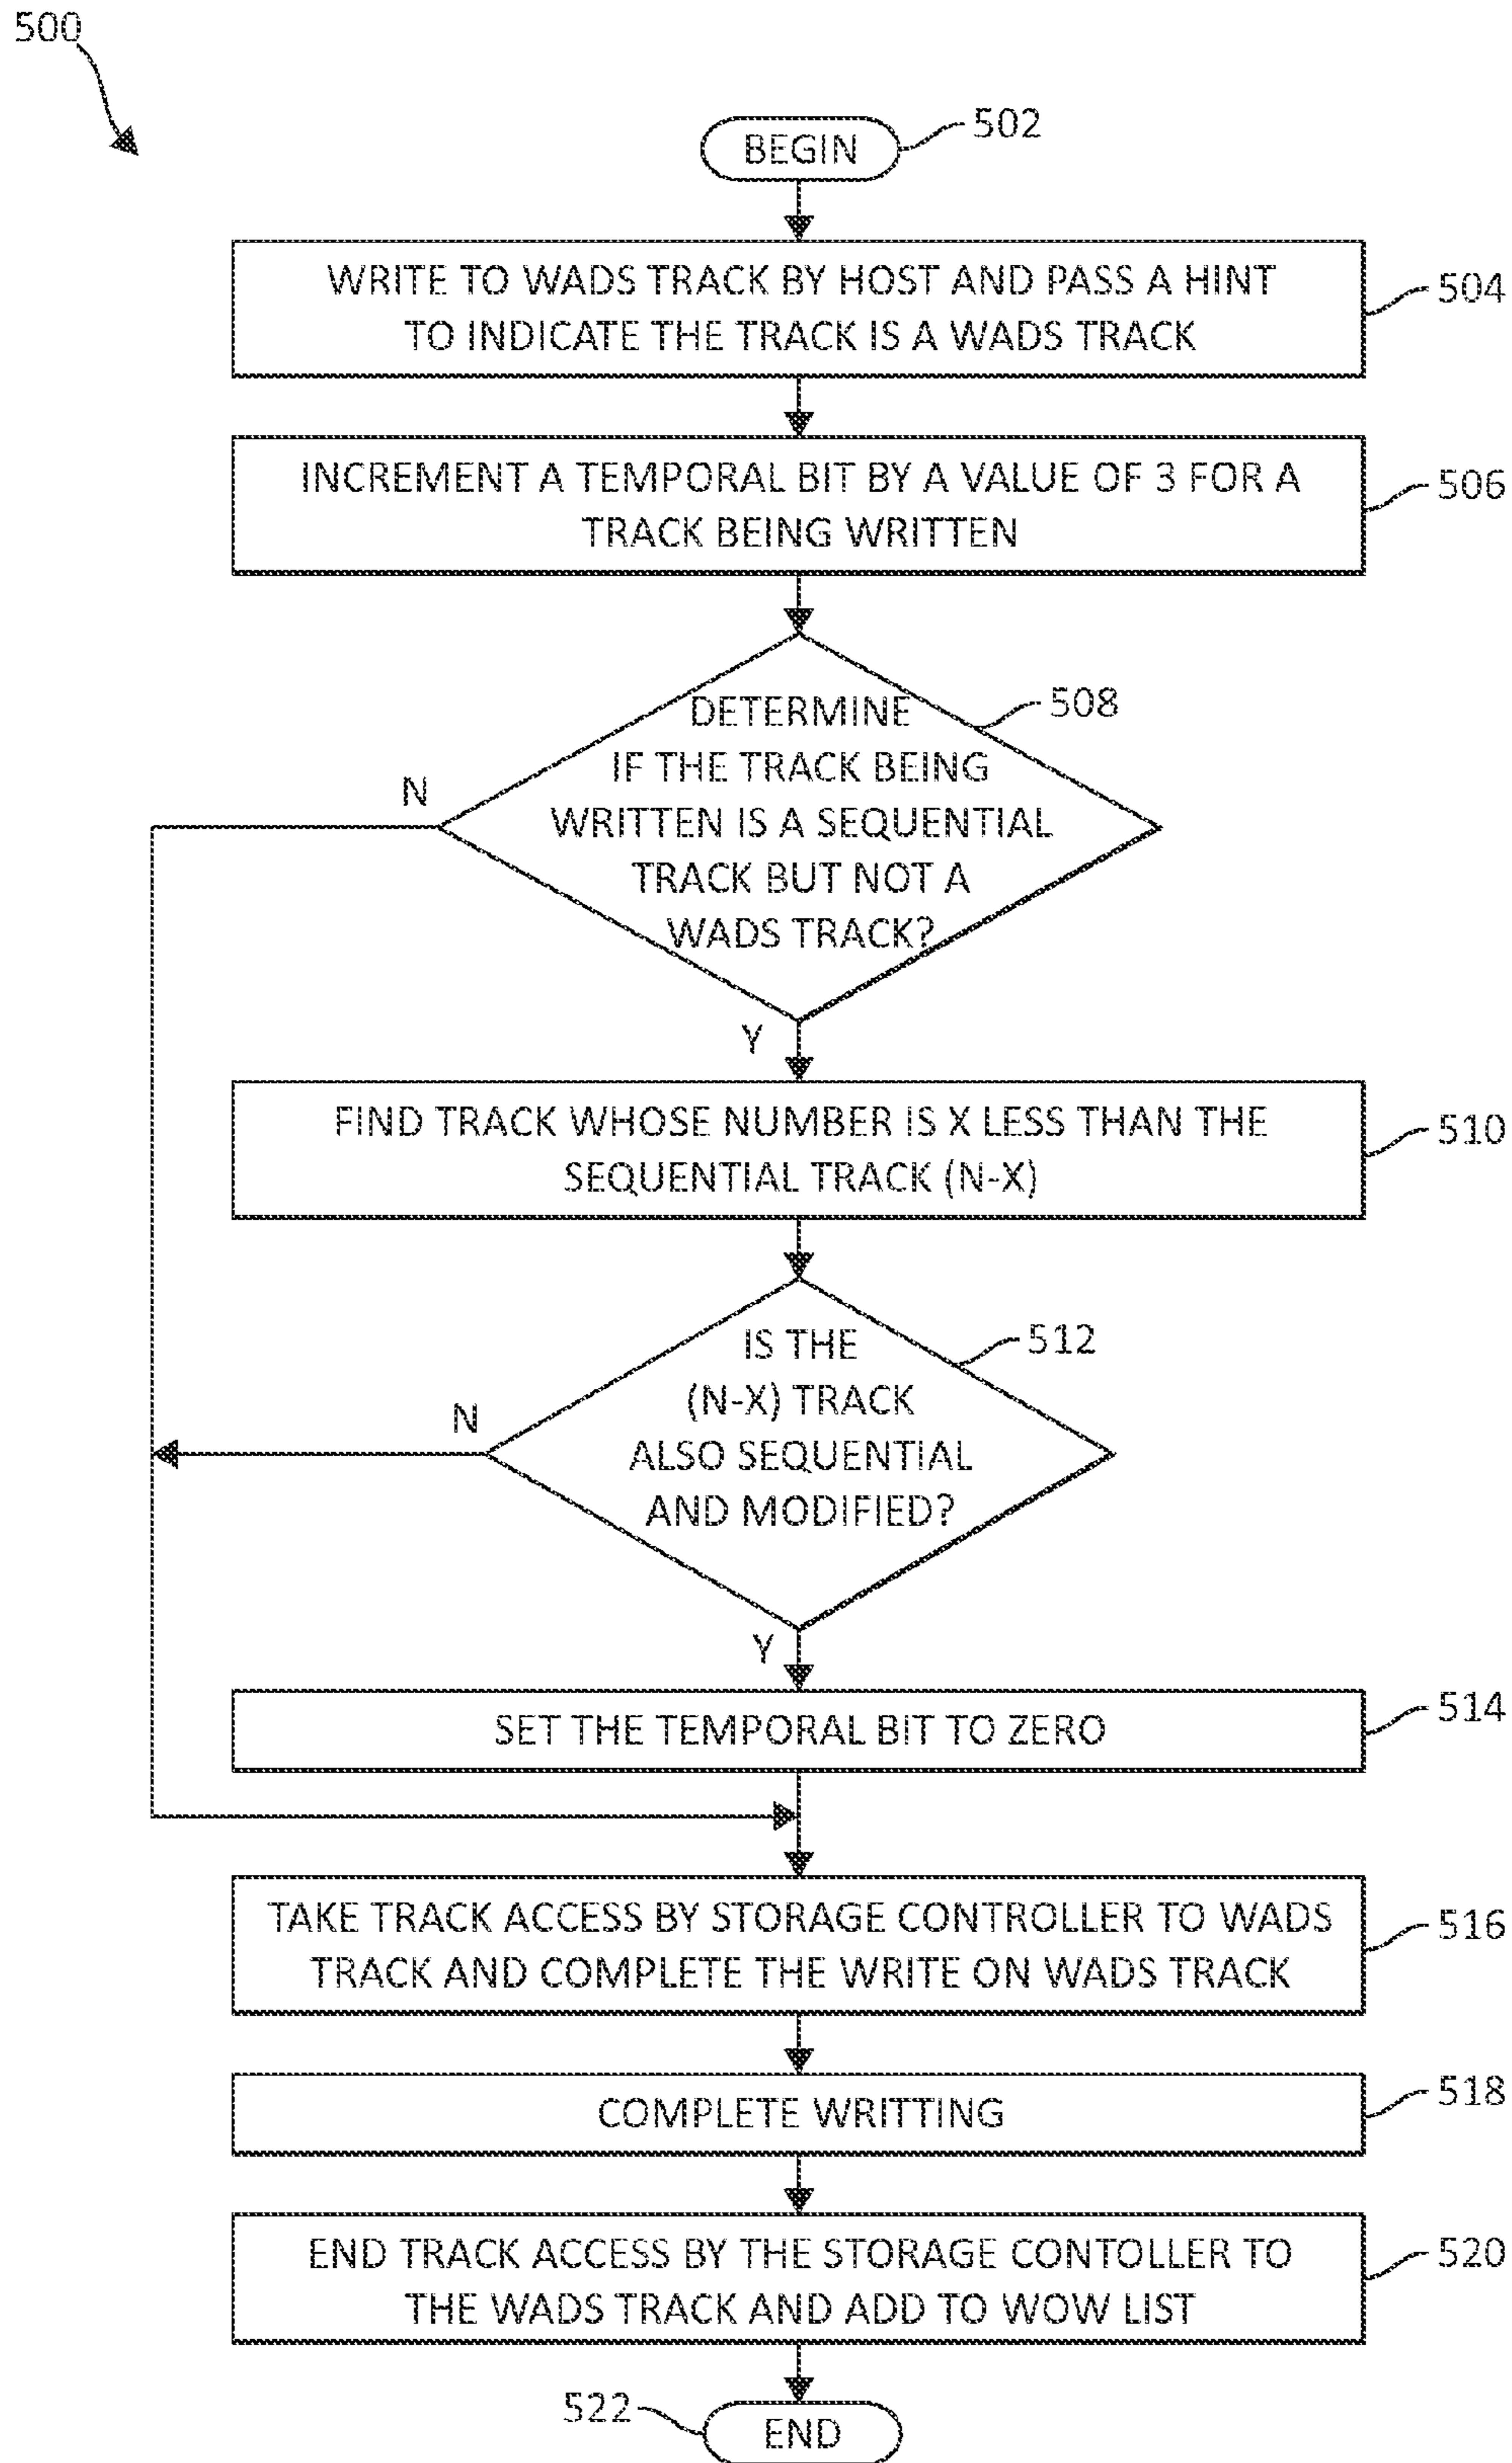 500
BEGIN
502
WRITE TO WADS TRACK BY HOST AND PASS A HINT
TO INDICATE THE TRACK IS A WADS TRACK
504
INCREMENT A TEMPORAL BIT BY A VALUE OF 3 FOR A
TRACK BEING WRITTEN
506
DETERMINE
IF THE TRACK BEING
WRITTEN IS A SEQUENTIAL
TRACK BUT NOT A
WADS TRACK?
508
N
Y
FIND TRACK WHOSE NUMBER IS X LESS THAN THE
SEQUENTIAL TRACK (N-X)
510
IS THE
(N-X) TRACK
ALSO SEQUENTIAL
AND MODIFIED?
512
N
Y
SET THE TEMPORAL BIT TO ZERO
514
TAKE TRACK ACCESS BY STORAGE CONTROLLER TO WADS
TRACK AND COMPLETE THE WRITE ON WADS TRACK
516
COMPLETE WRITTING
518
END TRACK ACCESS BY THE STORAGE CONTOLLER TO
THE WADS TRACK AND ADD TO WOW LIST
520
522
END